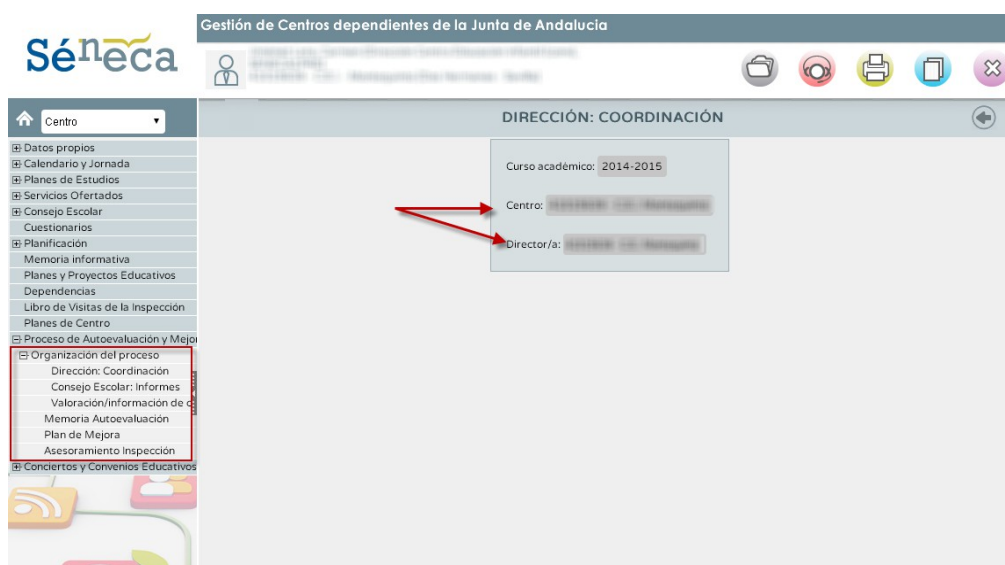 Gestión de Centros dependientes de la Junta de Andalucia
Séneca
Centro
DIRECCIÓN: COORDINACIÓN
Datos propios
Calendario y Jornada
Planes de Estudios
Servicios Ofertados
Consejo Escolar
Cuestionarios
Planificación
Memoria informativa
Planes y Proyectos Educativos
Dependencias
Libro de Visitas de la Inspección
Planes de Centro
Proceso de Autoevaluación y Mejor
Organización del proceso
Dirección: Coordinación
Consejo Escolar: Informes
Valoración/información de
Memoria Autoevaluación
Plan de Mejora
Asesoramiento Inspección
Conciertos y Convenios Educativos
Curso académico: 2014-2015
Centro:
Director/a: